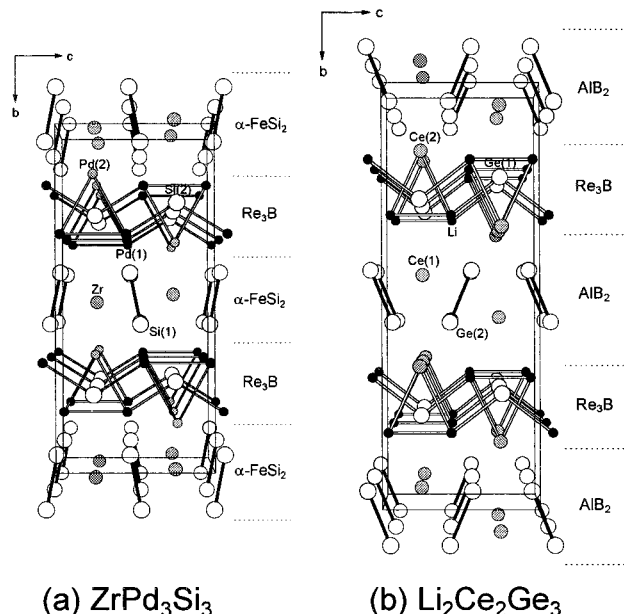 c
b
α-FeSi₂
Pd(2)
Si(2)
Re₃B
Pd(1)
Zr
α-FeSi₂
Si(1)
Re₃B
α-FeSi₂
(a) ZrPd₃Si₃
c
b
AlB₂
Ce(2)
Ge(1)
Re₃B
Li
Ce(1)
AlB₂
Ge(2)
Re₃B
AlB₂
(b) Li₂Ce₂Ge₃